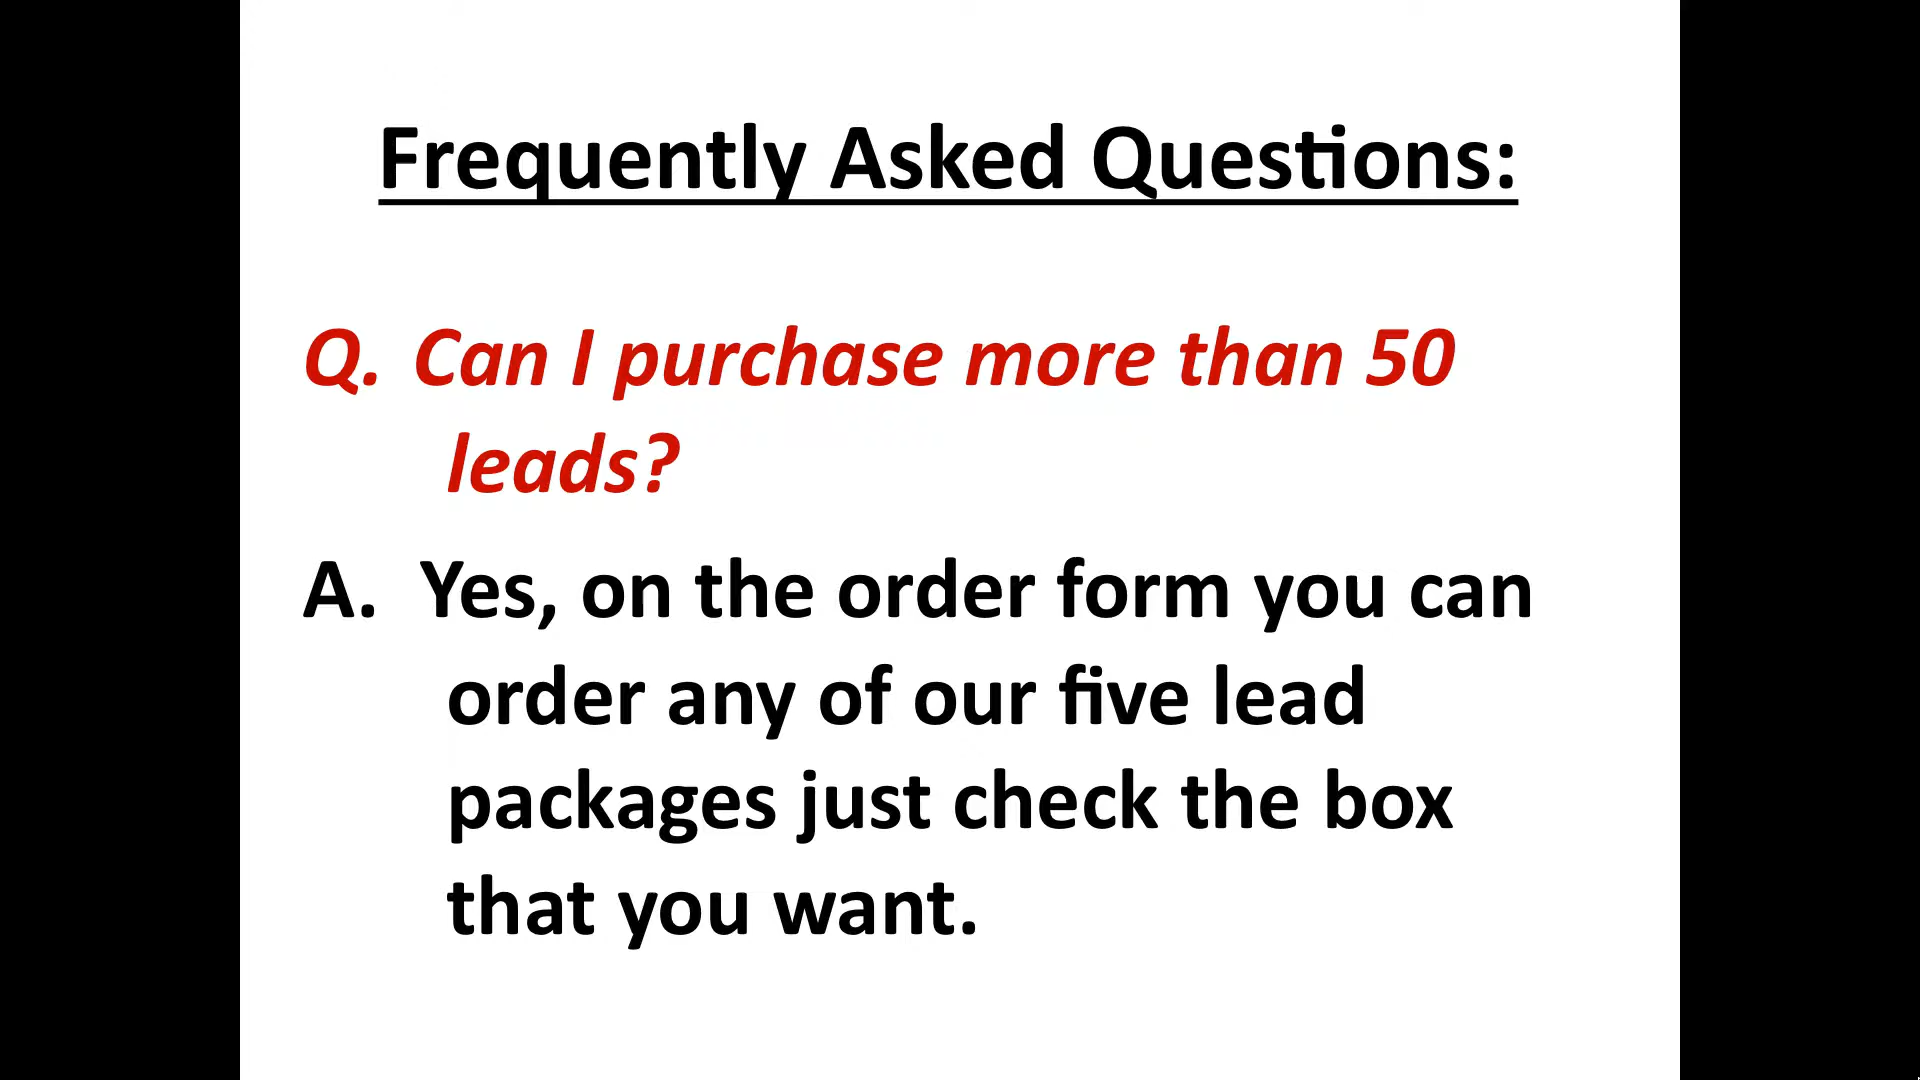 Frequently Asked Questions:
Q. Can I purchase more than 50
leads?
A. Yes, on the order form you can
order any of our five lead
packages just check the box
that you want.